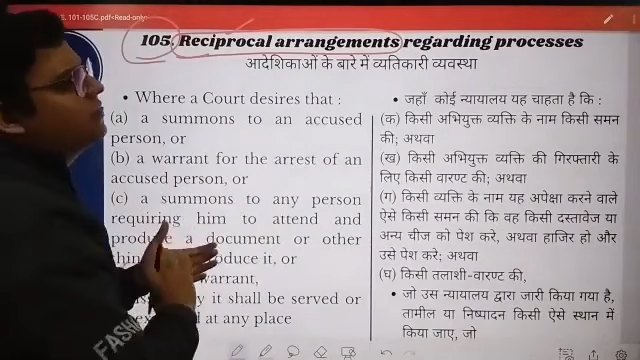 101-105C.pdf<Read-only>
105. Reciprocal arrangements regarding processes
आदेशिकाओं के बारे में व्यतिकारी व्यवस्था
• Where a Court desires that :
(a) a summons to an accused
person, or
(b) a warrant for the arrest of an
accused person, or
(c) a summons to any person
requiring him to attend and
produce a document or other
duce it, or
warrant,
it shall be served or
at any place
• जहाँ कोई न्यायालय यह चाहता है कि :
(क) किसी अभियुक्त व्यक्ति के नाम किसी समन
की; अथवा
(ख) किसी अभियुक्त व्यक्ति की गिरफ्तारी के
लिए किसी वारण्ट की; अथवा
(ग) किसी व्यक्ति के नाम यह अपेक्षा करने वाले
ऐसे किसी समन की कि वह किसी दस्तावेज या
अन्य चीज को पेश करे, अथवा हाजिर हो और
उसे पेश करे; अथवा
(घ) किसी तलाशी-वारण्ट की,
• जो उस न्यायालय द्वारा जारी किया गया है,
तामील या निष्पादन किसी ऐसे स्थान में
किया जाए, जो
FASHI